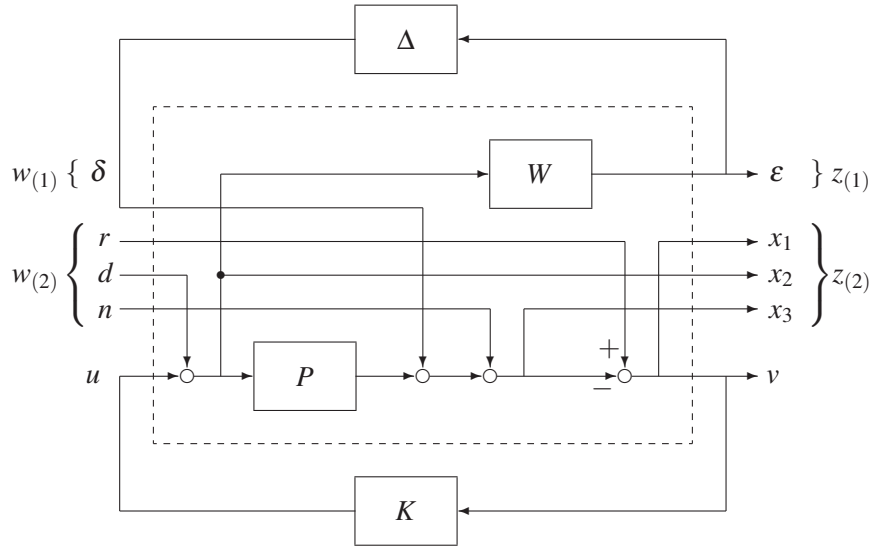 Δ
w(1) { δ
W
ε } z(1)
r
x1
w(2) { d
x2 } z(2)
n
x3
+
u
P
−
v
K